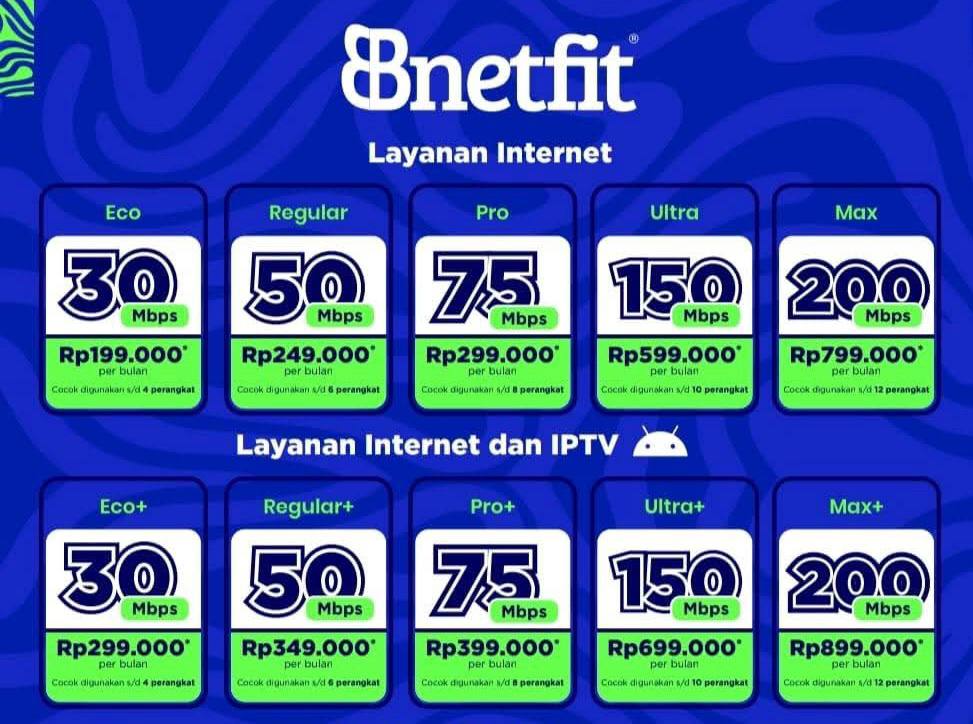 Bnetfit®
Layanan Internet
Eco
30
Mbps
Rp199.000*
per bulan
Cocok digunakan s/d 4 perangkat
Regular
50
Mbps
Rp249.000*
per bulan
Cocok digunakan s/d 6 perangkat
Pro
75
Mbps
Rp299.000*
per bulan
Cocok digunakan s/d 8 perangkat
Ultra
150
Mbps
Rp599.000*
per bulan
Cocok digunakan s/d 10 perangkat
Max
200
Mbps
Rp799.000*
per bulan
Cocok digunakan s/d 12 perangkat
Layanan Internet dan IPTV
Eco+
30
Mbps
Rp299.000*
per bulan
Cocok digunakan s/d 4 perangkat
Regular+
50
Mbps
Rp349.000*
per bulan
Cocok digunakan s/d 6 perangkat
Pro+
75
Mbps
Rp399.000*
per bulan
Cocok digunakan s/d 8 perangkat
Ultra+
150
Mbps
Rp699.000*
per bulan
Cocok digunakan s/d 10 perangkat
Max+
200
Mbps
Rp899.000*
per bulan
Cocok digunakan s/d 12 perangkat